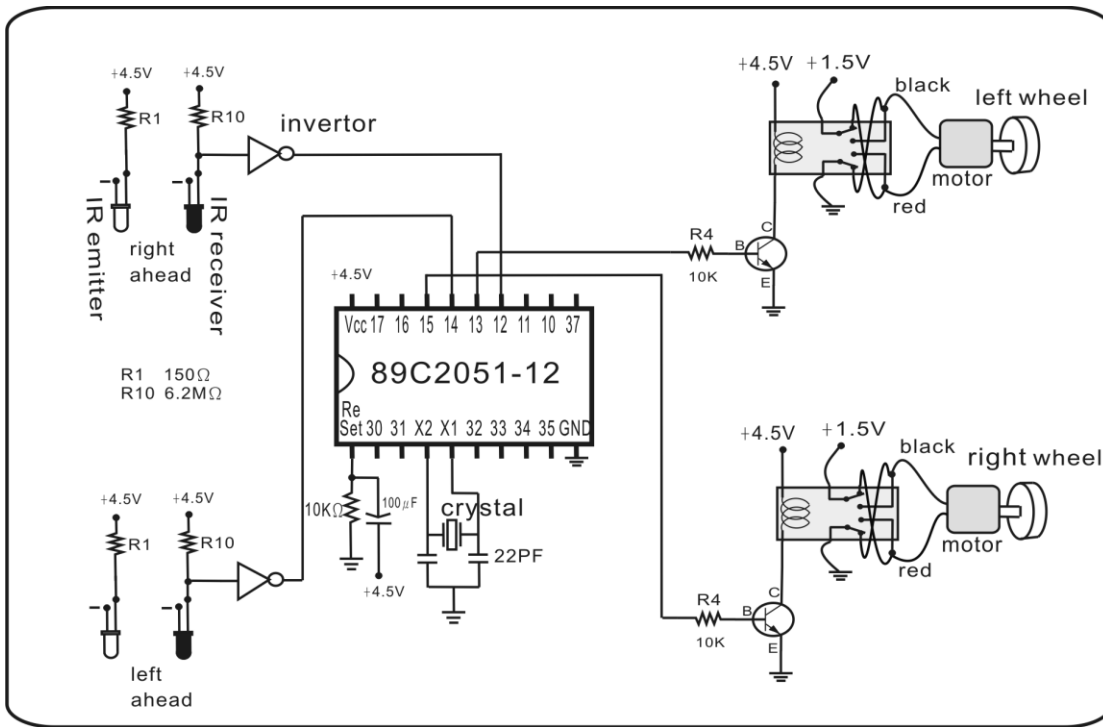 +4.5V
+4.5V
R1
R10
invertor
IR emitter
IR receiver
right
ahead
R1 150Ω
R10 6.2MΩ
+4.5V
+4.5V
R1
R10
left
ahead
+4.5V
Vcc 17 16 15 14 13 12 11 10 37
89C2051-12
Re
Set 30 31 X2 X1 32 33 34 35 GND
10KΩ
100μF
crystal
22PF
+4.5V
+4.5V
+1.5V
black
left wheel
motor
red
R4
10K
B
C
E
+4.5V
+1.5V
black
right wheel
motor
red
R4
10K
B
C
E